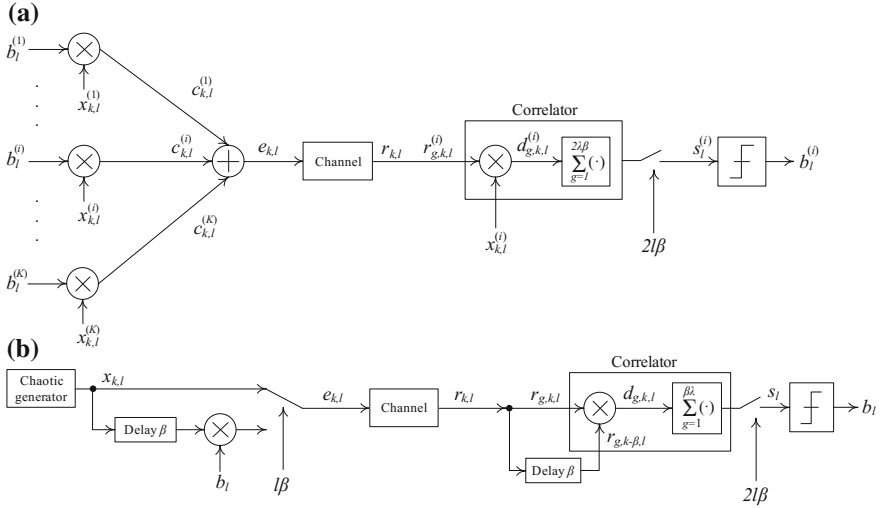 (a)
b_l^{(1)}
x_{k,l}^{(1)}
c_{k,l}^{(1)}
b_l^{(i)}
x_{k,l}^{(i)}
c_{k,l}^{(i)}
e_{k,l}
Channel
r_{k,l}
r_{g,k,l}^{(i)}
Correlator
d_{g,k,l}^{(i)}
\sum_{g=1}^{2λβ}(·)
x_{k,l}^{(i)}
2lβ
s_l^{(i)}
b_l^{(i)}
c_{k,l}^{(K)}
b_l^{(K)}
x_{k,l}^{(K)}
(b)
Chaotic
generator
x_{k,l}
Delay β
b_l
lβ
e_{k,l}
Channel
r_{k,l}
r_{g,k,l}
Correlator
d_{g,k,l}
\sum_{g=1}^{βλ}(·)
r_{g,k-β,l}
Delay β
2lβ
s_l
b_l